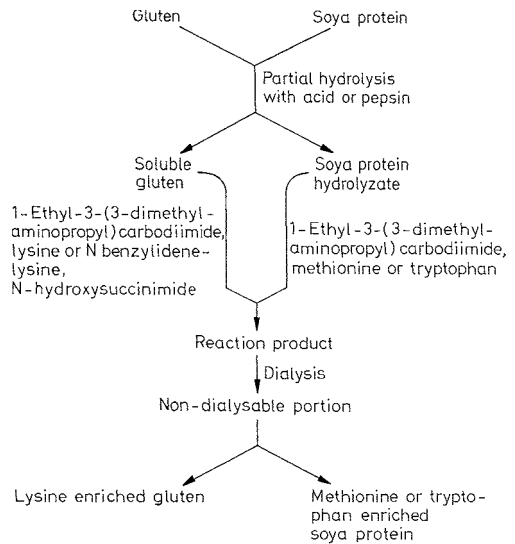 Gluten
Soya protein
Partial hydrolysis
with acid or pepsin
Soluble
gluten
Soya protein
hydrolyzate
1-Ethyl-3-(3-dimethyl-
aminopropyl) carbodiimide,
lysine or N benzylidene-
lysine,
N-hydroxysuccinimide
1-Ethyl-3-(3-dimethyl-
aminopropyl) carbodiimide,
methionine or tryptophan
Reaction product
Dialysis
Non-dialysable portion
Lysine enriched gluten
Methionine or trypto-
phan enriched
soya protein